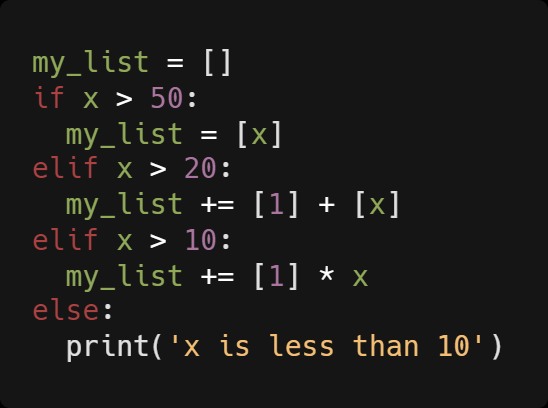 my_list = []
if x > 50:
  my_list = [x]
elif x > 20:
  my_list += [1] + [x]
elif x > 10:
  my_list += [1] * x
else:
  print('x is less than 10')